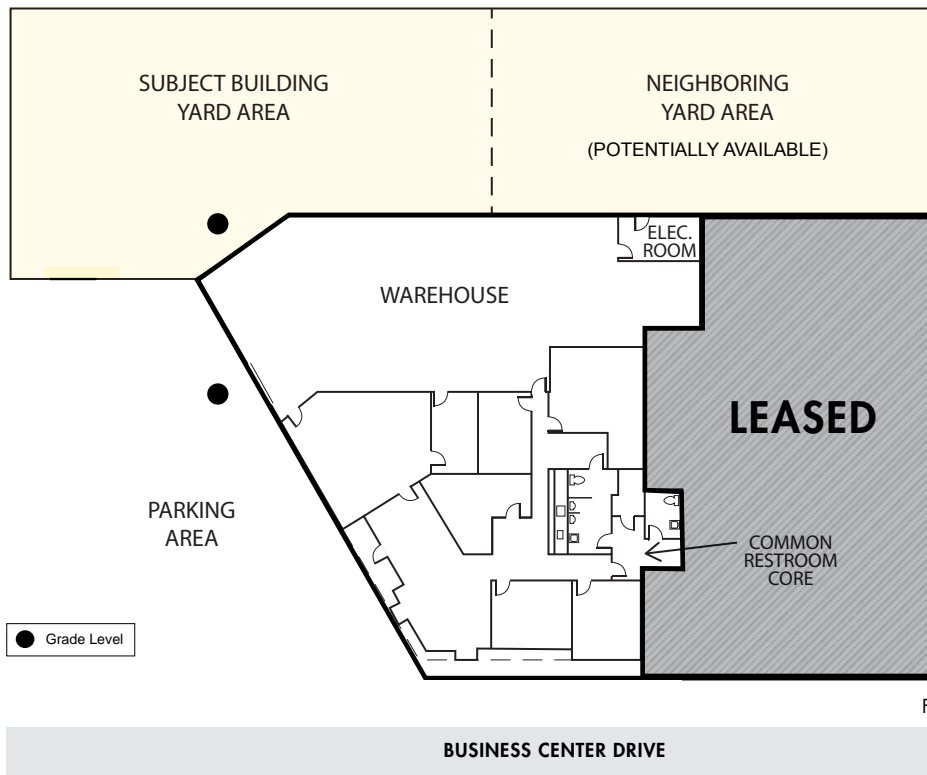 SUBJECT BUILDING
YARD AREA
NEIGHBORING
YARD AREA
(POTENTIALLY AVAILABLE)
ELEC.
ROOM
WAREHOUSE
LEASED
PARKING
AREA
COMMON
RESTROOM
CORE
Grade Level
F
BUSINESS CENTER DRIVE